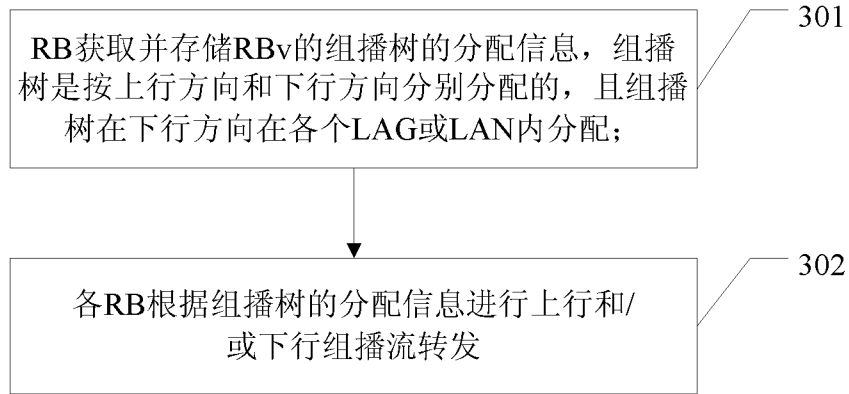 301
RB获取并存储RBv的组播树的分配信息，组播
树是按上行方向和下行方向分别分配的，且组播
树在下行方向在各个LAG或LAN内分配；
302
各RB根据组播树的分配信息进行上行和/
或下行组播流转发